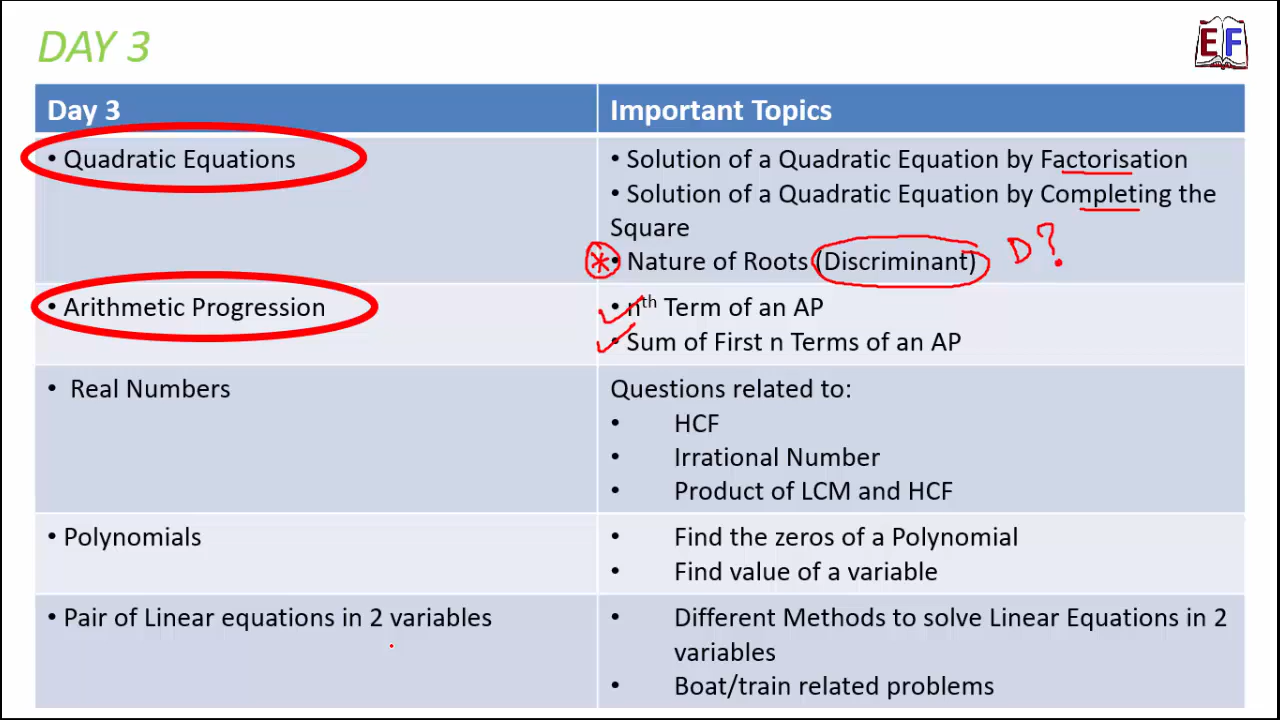 DAY 3
EF
Day 3
Important Topics
• Quadratic Equations
• Solution of a Quadratic Equation by Factorisation
• Solution of a Quadratic Equation by Completing the
Square
* • Nature of Roots (Discriminant) D?
• Arithmetic Progression
• nth Term of an AP
• Sum of First n Terms of an AP
• Real Numbers
Questions related to:
• HCF
• Irrational Number
• Product of LCM and HCF
• Polynomials
• Find the zeros of a Polynomial
• Find value of a variable
• Pair of Linear equations in 2 variables
• Different Methods to solve Linear Equations in 2
variables
• Boat/train related problems